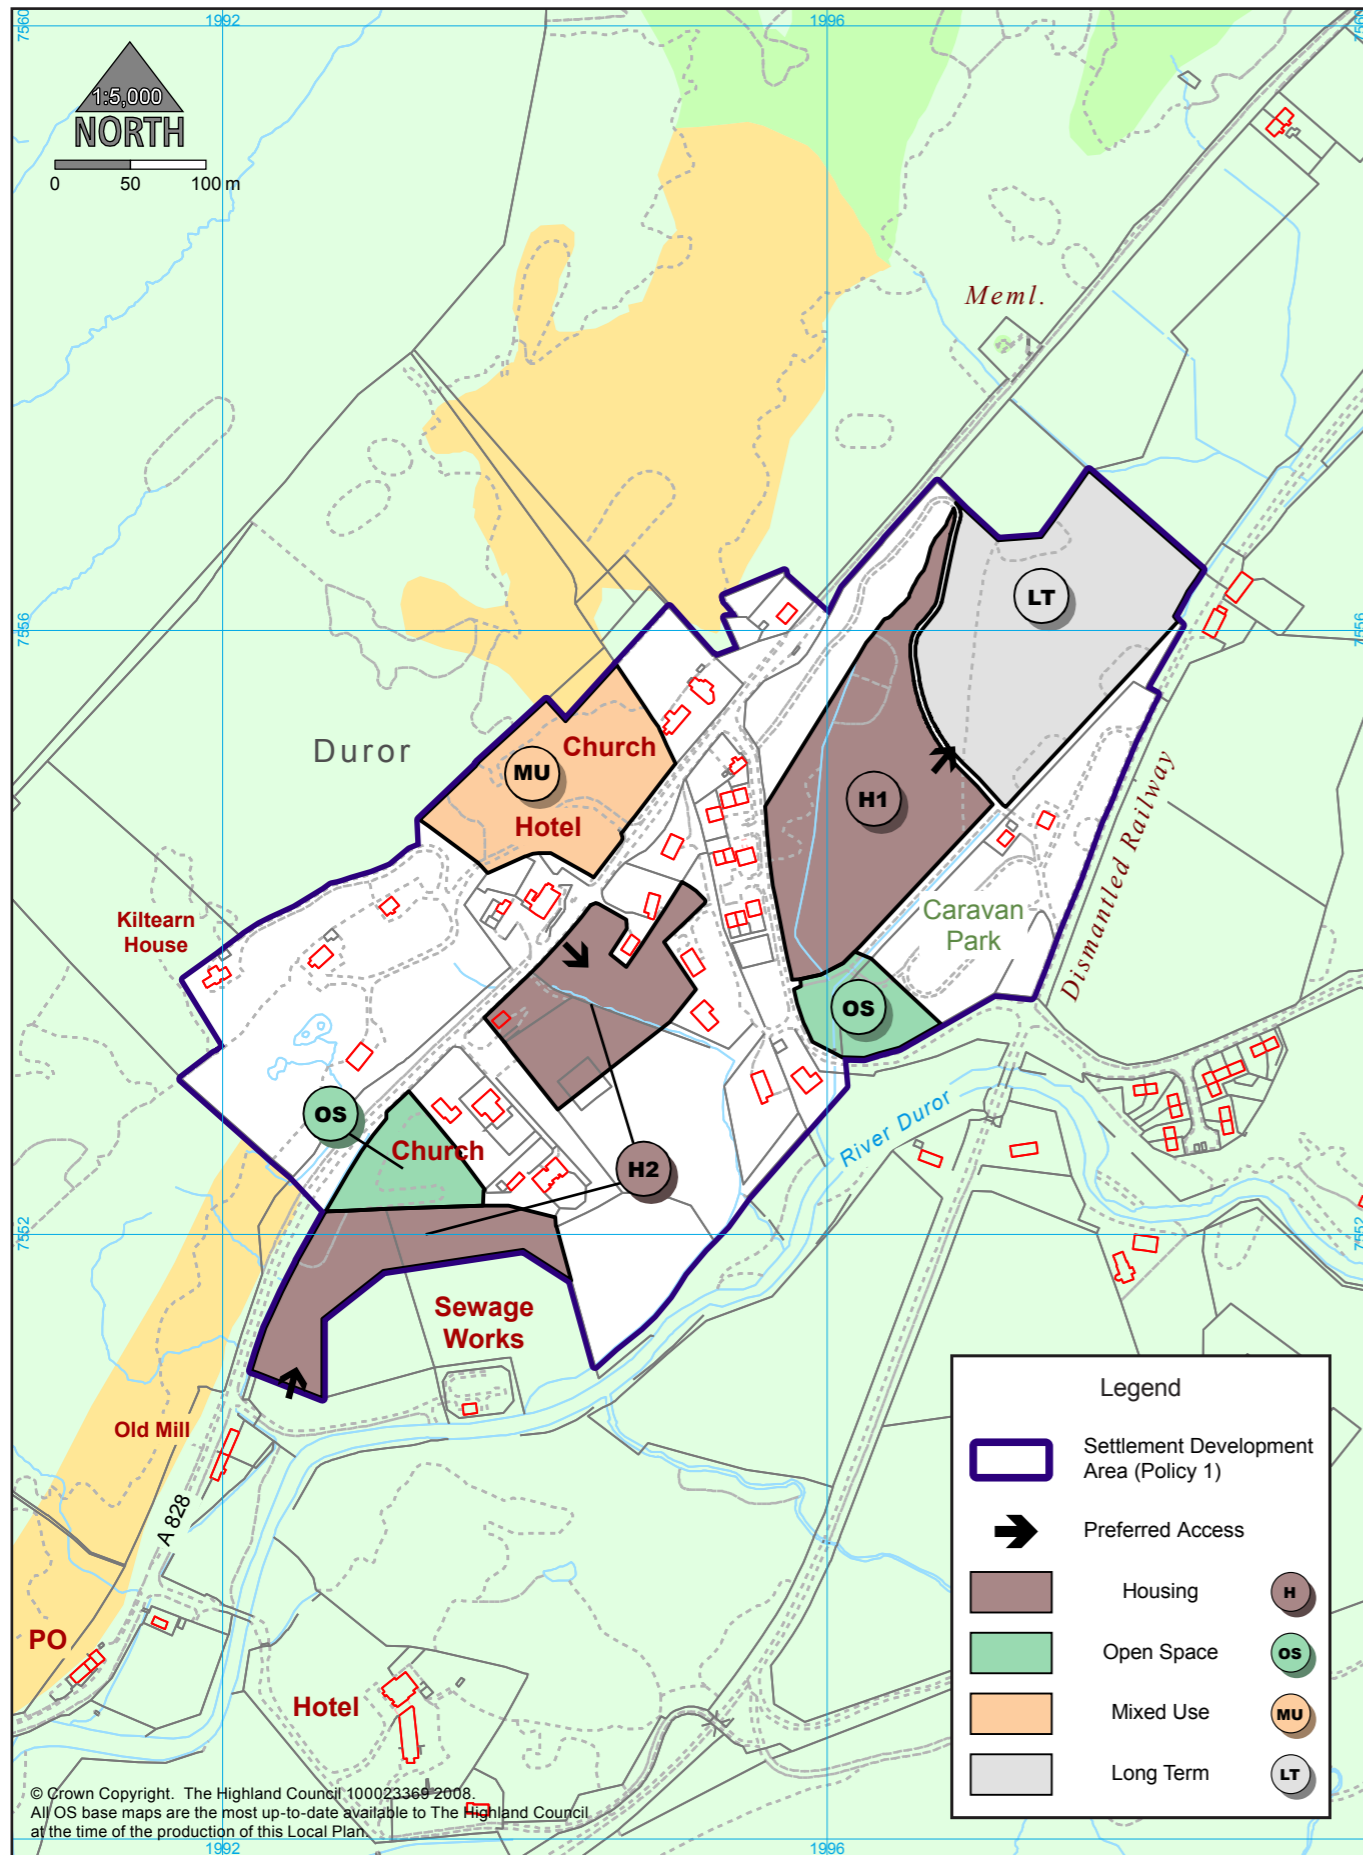 1992
1996
7560
7560
1:5,000
NORTH
0 50 100 m
Meml.
LT
7556
7556
Duror
Church
MU
Hotel
H1
Kiltearn
House
Caravan
Park
Dismantled Railway
OS
OS
Church
H2
River Duror
7552
7552
Sewage
Works
Old Mill
A 828
PO
Hotel
Legend
Settlement Development
Area (Policy 1)
Preferred Access
Housing H
Open Space OS
Mixed Use MU
Long Term LT
© Crown Copyright. The Highland Council 100023369 2008.
All OS base maps are the most up-to-date available to The Highland Council
at the time of the production of this Local Plan.
1992
1996